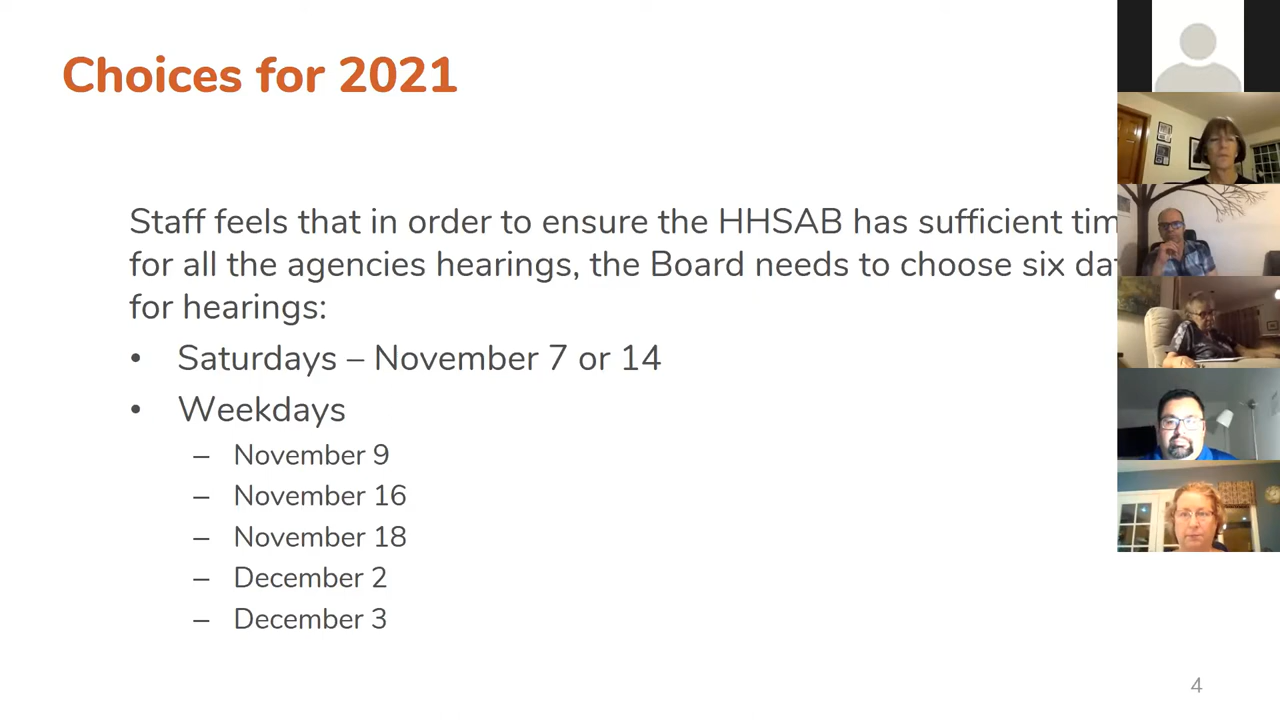 Choices for 2021
Staff feels that in order to ensure the HHSAB has sufficient
for all the agencies hearings, the Board needs to choose six
for hearings:
• Saturdays – November 7 or 14
• Weekdays
– November 9
– November 16
– November 18
– December 2
– December 3
4